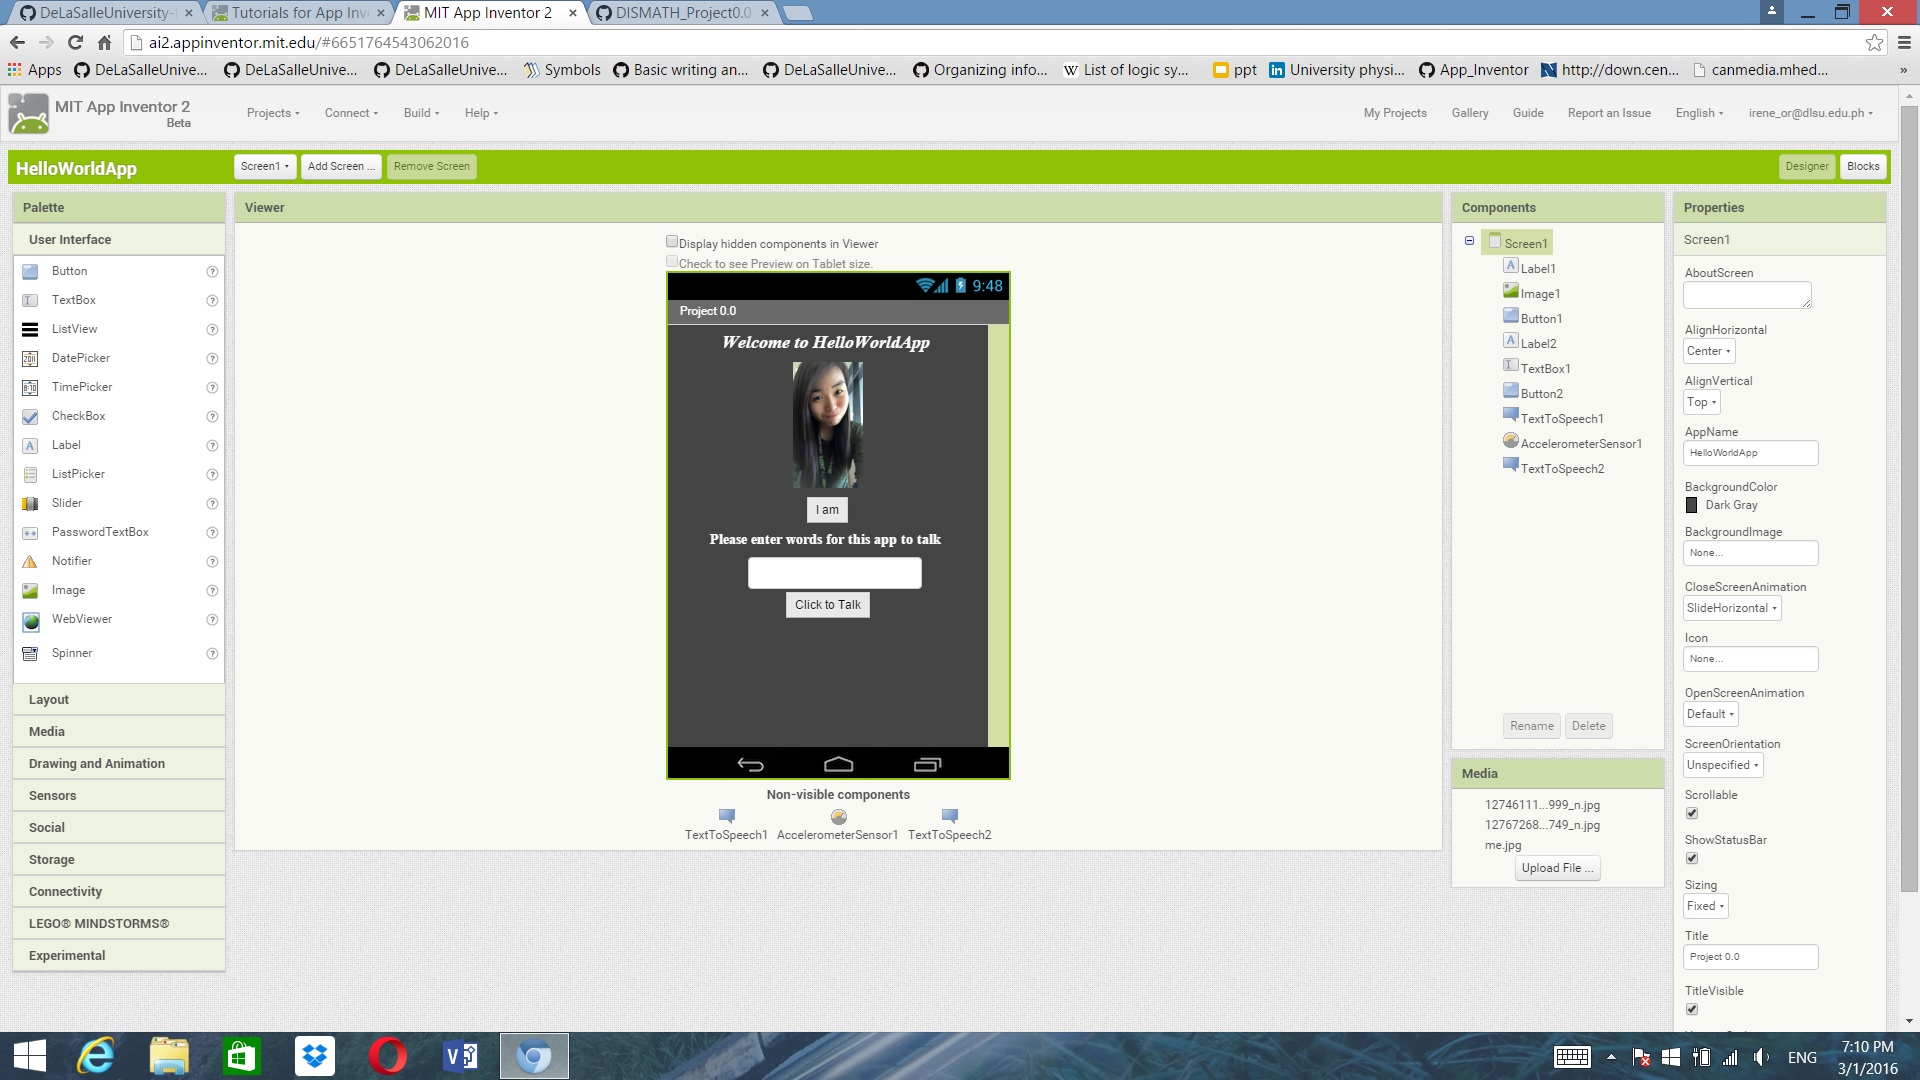 DeLaSalleUniversity-
Tutorials for App Inv
MIT App Inventor 2
DISMATH_Project0.0
ai2.appinventor.mit.edu/#6651764543062016
Apps DeLaSalleUnive... DeLaSalleUnive... DeLaSalleUnive... Symbols Basic writing an... DeLaSalleUnive... Organizing info... List of logic sy... ppt University physi... App_Inventor http://down.cen... canmedia.mhed... »
MIT App Inventor 2
Beta
Projects Connect Build Help
My Projects Gallery Guide Report an Issue English irene_or@dlsu.edu.ph
HelloWorldApp
Screen1 Add Screen ... Remove Screen
Designer Blocks
Palette
User Interface
Button
TextBox
ListView
DatePicker
TimePicker
CheckBox
Label
ListPicker
Slider
PasswordTextBox
Notifier
Image
WebViewer
Spinner
Layout
Media
Drawing and Animation
Sensors
Social
Storage
Connectivity
LEGO® MINDSTORMS®
Experimental
Viewer
Display hidden components in Viewer
Check to see Preview on Tablet size.
9:48
Project 0.0
Welcome to HelloWorldApp
I am
Please enter words for this app to talk
Click to Talk
Non-visible components
TextToSpeech1 AccelerometerSensor1 TextToSpeech2
Components
Screen1
Label1
Image1
Button1
Label2
TextBox1
Button2
TextToSpeech1
AccelerometerSensor1
TextToSpeech2
Rename Delete
Media
12746111...999_n.jpg
12767268...749_n.jpg
me.jpg
Upload File ...
Properties
Screen1
AboutScreen
AlignHorizontal
Center
AlignVertical
Top
AppName
HelloWorldApp
BackgroundColor
Dark Gray
BackgroundImage
None...
CloseScreenAnimation
SlideHorizontal
Icon
None...
OpenScreenAnimation
Default
ScreenOrientation
Unspecified
Scrollable
ShowStatusBar
Sizing
Fixed
Title
Project 0.0
TitleVisible
ENG
7:10 PM
3/1/2016